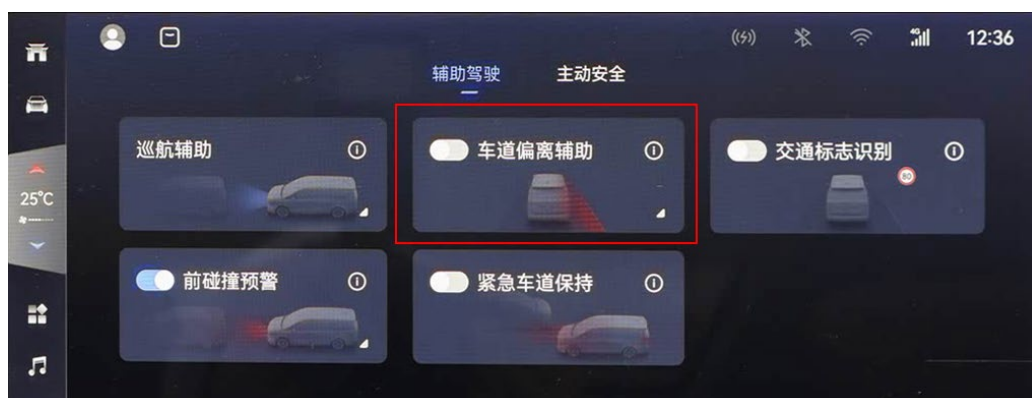 4G
12:36
辅助驾驶
主动安全
巡航辅助
车道偏离辅助
交通标志识别
80
25°C
前碰撞预警
紧急车道保持